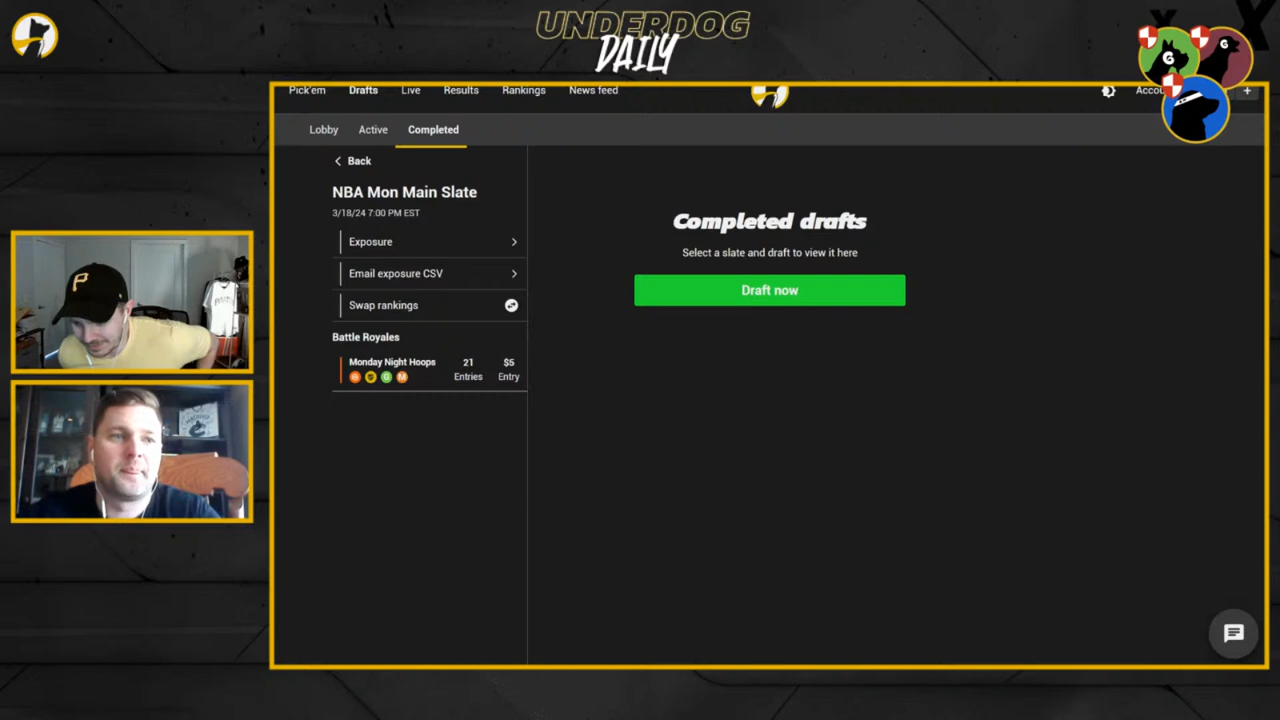 UNDERDOG
DAILY
Pick'em
Drafts
Live
Results
Rankings
News feed
Lobby
Active
Completed
Back
NBA Mon Main Slate
3/18/24 7:00 PM EST
Exposure
Email exposure CSV
Swap rankings
Battle Royales
Monday Night Hoops
21
$5
Entries
Entry
G
M
Completed drafts
Select a slate and draft to view it here
Draft now
P
G
G